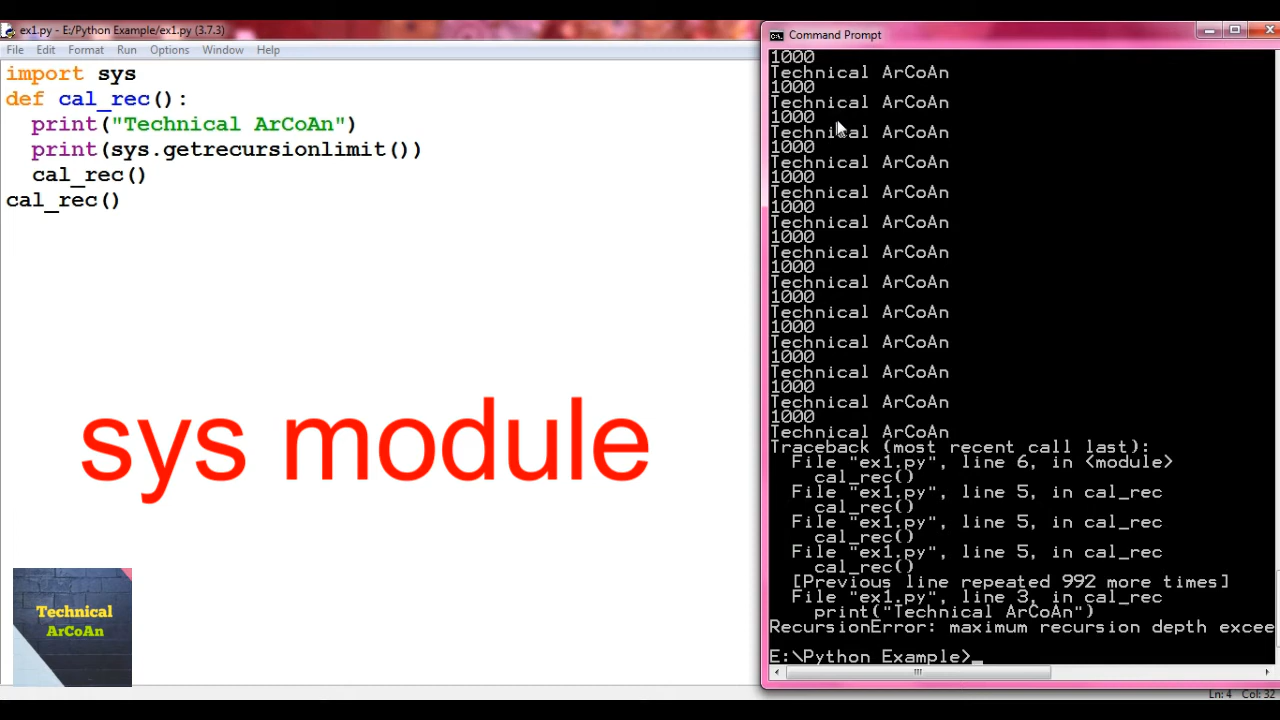 ex1.py - E:/Python Example/ex1.py (3.7.3)
File Edit Format Run Options Window Help
import sys
def cal_rec():
  print("Technical ArCoAn")
  print(sys.getrecursionlimit())
  cal_rec()
cal_rec()
sys module
Technical
ArCoAn
Command Prompt
1000
Technical ArCoAn
1000
Technical ArCoAn
1000
Technical ArCoAn
1000
Technical ArCoAn
1000
Technical ArCoAn
1000
Technical ArCoAn
1000
Technical ArCoAn
1000
Technical ArCoAn
1000
Technical ArCoAn
1000
Technical ArCoAn
1000
Technical ArCoAn
1000
Technical ArCoAn
1000
Technical ArCoAn
Traceback (most recent call last):
  File "ex1.py", line 6, in <module>
    cal_rec()
  File "ex1.py", line 5, in cal_rec
    cal_rec()
  File "ex1.py", line 5, in cal_rec
    cal_rec()
  File "ex1.py", line 5, in cal_rec
    cal_rec()
  [Previous line repeated 992 more times]
  File "ex1.py", line 3, in cal_rec
    print("Technical ArCoAn")
RecursionError: maximum recursion depth excee
E:\Python Example>_
Ln: 4 Col: 32